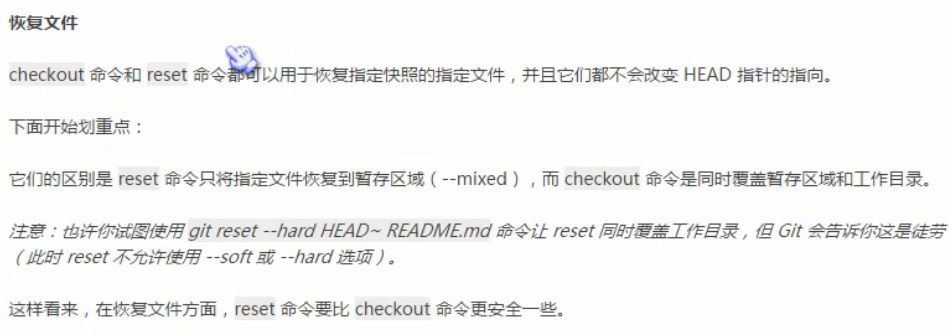 恢复文件
checkout 命令和 reset 命令都可以用于恢复指定快照的指定文件，并且它们都不会改变 HEAD 指针的指向。
下面开始划重点：
它们的区别是 reset 命令只将指定文件恢复到暂存区域（--mixed），而 checkout 命令是同时覆盖暂存区域和工作目录。
注意：也许你试图使用 git reset --hard HEAD~ README.md 命令让 reset 同时覆盖工作目录，但 Git 会告诉你这是徒劳
（此时 reset 不允许使用 --soft 或 --hard 选项）。
这样看来，在恢复文件方面，reset 命令要比 checkout 命令更安全一些。